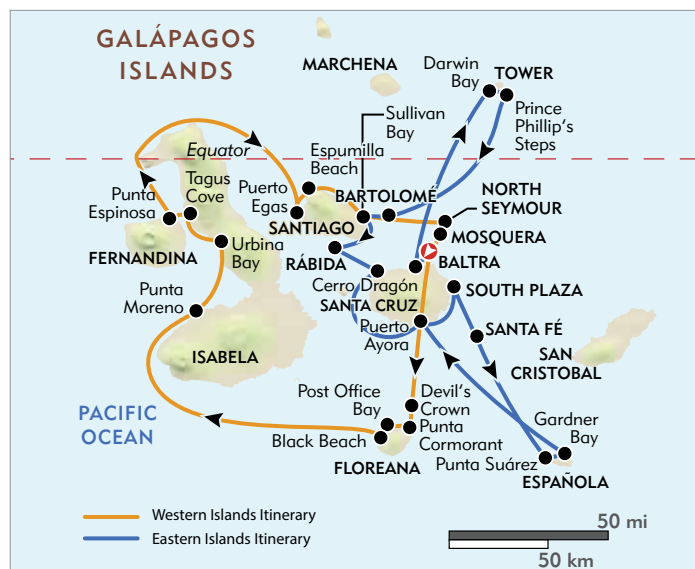 GALÁPAGOS
ISLANDS
MARCHENA
Darwin
Bay
TOWER
Prince
Phillip's
Steps
Sullivan
Bay
Equator
Espumilla
Beach
Tagus
Cove
Puerto
Egas
BARTOLOMÉ
NORTH
SEYMOUR
Punta
Espinosa
SANTIAGO
MOSQUERA
FERNANDINA
Urbina
Bay
RÁBIDA
BALTRA
Cerro Dragón
SANTA CRUZ
SOUTH PLAZA
Punta
Moreno
Puerto
Ayora
SANTA FÉ
ISABELA
SAN
CRISTOBAL
PACIFIC
OCEAN
Post Office
Bay
Devil's
Crown
Black Beach
Punta
Cormorant
Gardner
Bay
FLOREANA
Punta Suárez
ESPAÑOLA
Western Islands Itinerary
Eastern Islands Itinerary
50 mi
50 km